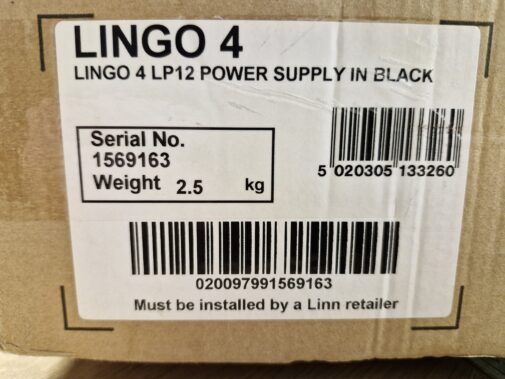 LINGO 4
LINGO 4 LP12 POWER SUPPLY IN BLACK
Serial No.
1569163
Weight 2.5 kg
5 020305 133260
020097991569163
Must be installed by a Linn retailer